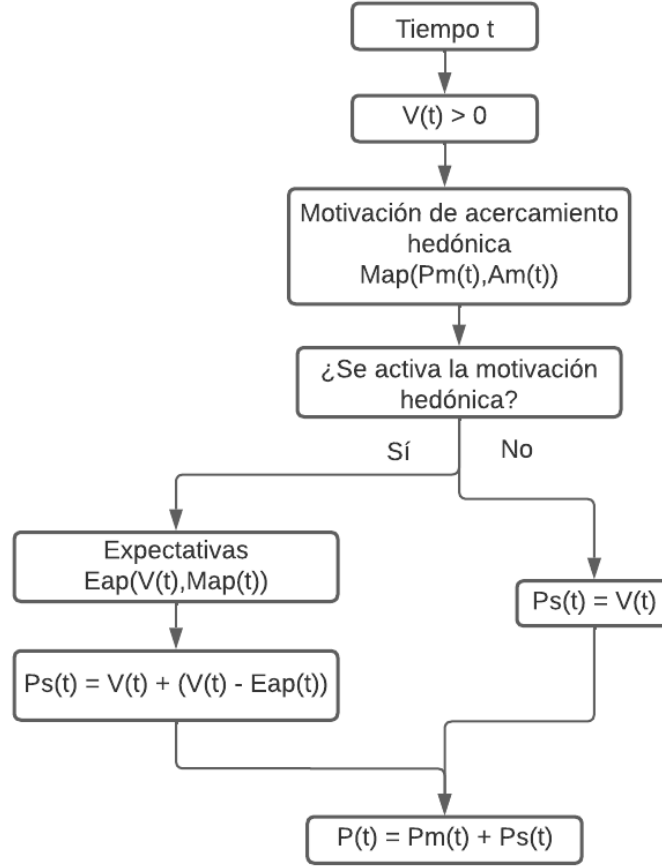 Tiempo t
V(t) > 0
Motivación de acercamiento
hedónica
Map(Pm(t),Am(t))
¿Se activa la motivación
hedónica?
Sí
No
Expectativas
Eap(V(t),Map(t))
Ps(t) = V(t)
Ps(t) = V(t) + (V(t) - Eap(t))
P(t) = Pm(t) + Ps(t)